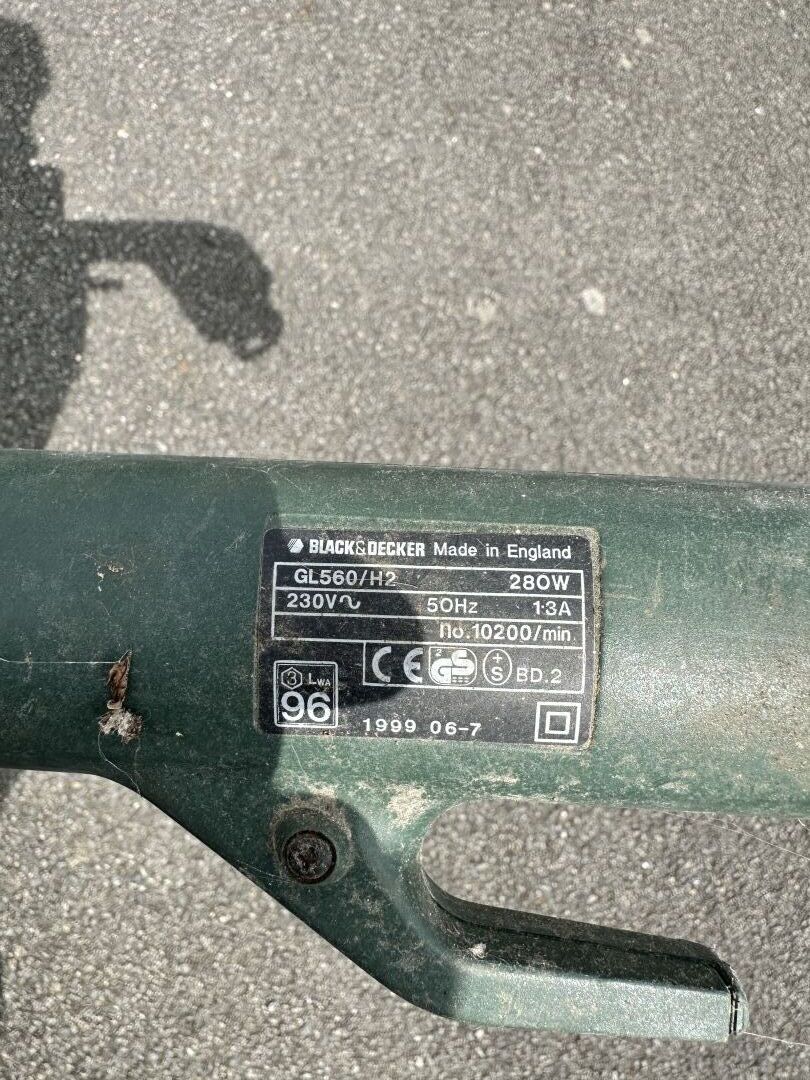 BLACK&DECKER Made in England
GL560/H2 280W
230V∿ 50Hz 1·3A
no.10200/min
3 LWA
96
CE 2 GS + S BD.2
1999 06-7